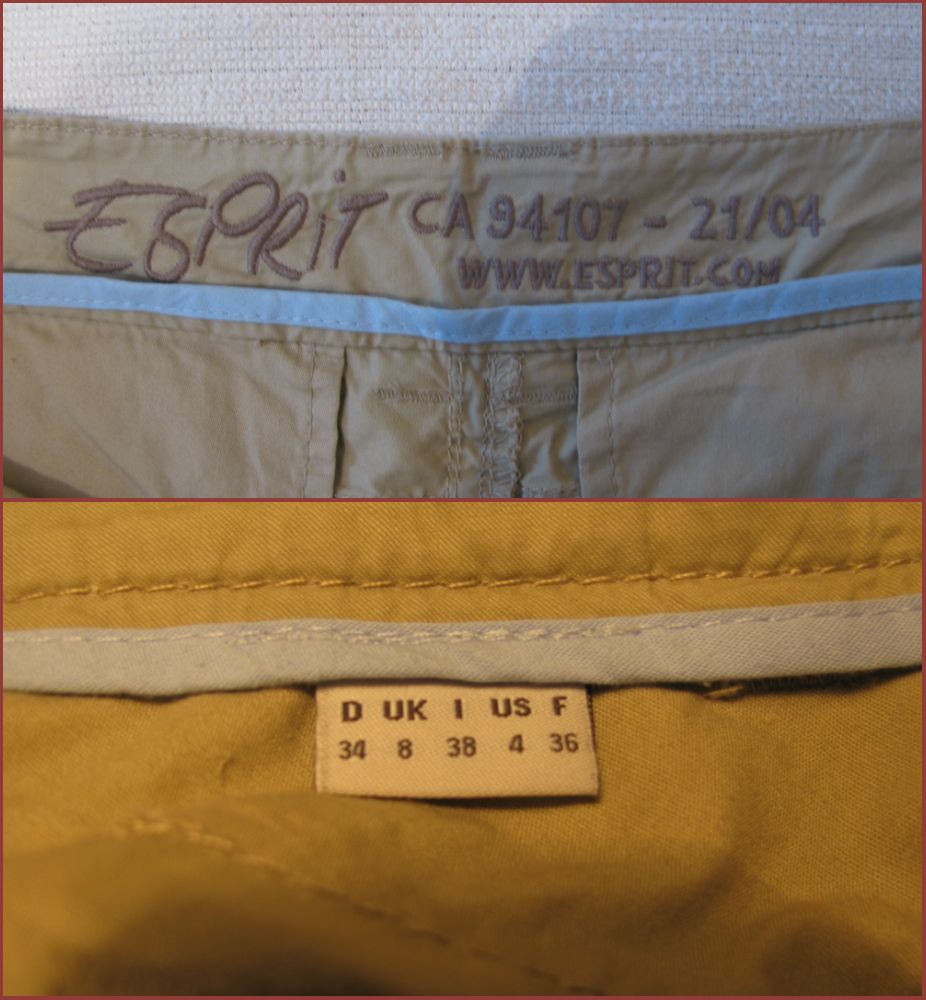 ESPRIT CA 94107 - 21/04
WWW.ESPRIT.COM
D UK I US F
34 8 38 4 36